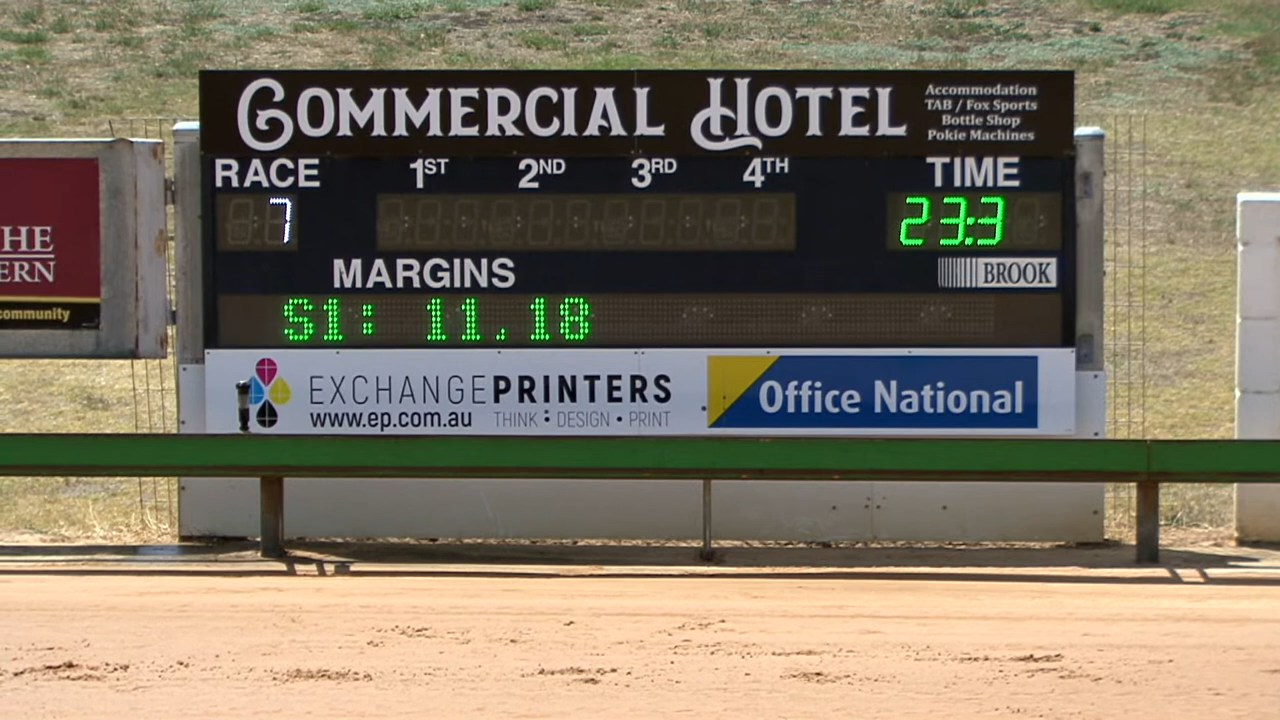 COMMERCIAL HOTEL
Accommodation
TAB / Fox Sports
Bottle Shop
Pokie Machines
RACE 1ST 2ND 3RD 4TH TIME
7 23:3
MARGINS
BROOK
S1: 11.18
EXCHANGEPRINTERS
www.ep.com.au THINK : DESIGN • PRINT
Office National
HE
ERN
community